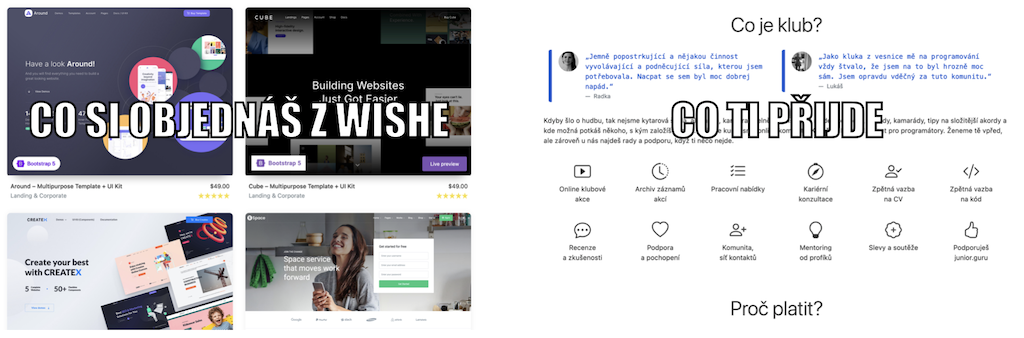 Around
Have a look Around!
Bootstrap 5
Around – Multipurpose Template + UI Kit
$49.00
Landing & Corporate
CUBE
Building Websites
Just Got Easier
Bootstrap 5
Live preview
Cube – Multipurpose Template + UI Kit
$49.00
Landing & Corporate
CO SI OBJEDNÁŠ Z WISHE
CREATEX
Create your best
with CREATEX
5
50+
Space
Space service
that moves work
forward
Get started for free
Co je klub?
„Jemně popostrkující a nějakou činnost
vyvolávající a podněcující síla, kterou jsem
potřebovala. Nacpat se sem byl moc dobrej
nápad.“
— Radka
„Jako kluka z vesnice mě na programování
vždy štvalo, že jsem na to byl hrozně moc
sám. Jsem opravdu vděčný za tuto komunitu.“
— Lukáš
CO TI PŘIJDE
Kdyby šlo o hudbu, tak nejsme kytarová kamarády, tipy na složitější akordy a
kde možná potkáš někoho, s kým založíš pro programátory. Ženeme tě vpřed,
ale zároveň u nás najdeš rady a podporu, když ti něco nejde.
Online klubové
akce
Archiv záznamů
akcí
Pracovní nabídky
Kariérní
konzultace
Zpětná vazba
na CV
Zpětná vazba
na kód
Recenze
a zkušenosti
Podpora
a pochopení
Komunita,
síť kontaktů
Mentoring
od profíků
Slevy a soutěže
Podporuješ
junior.guru
Proč platit?